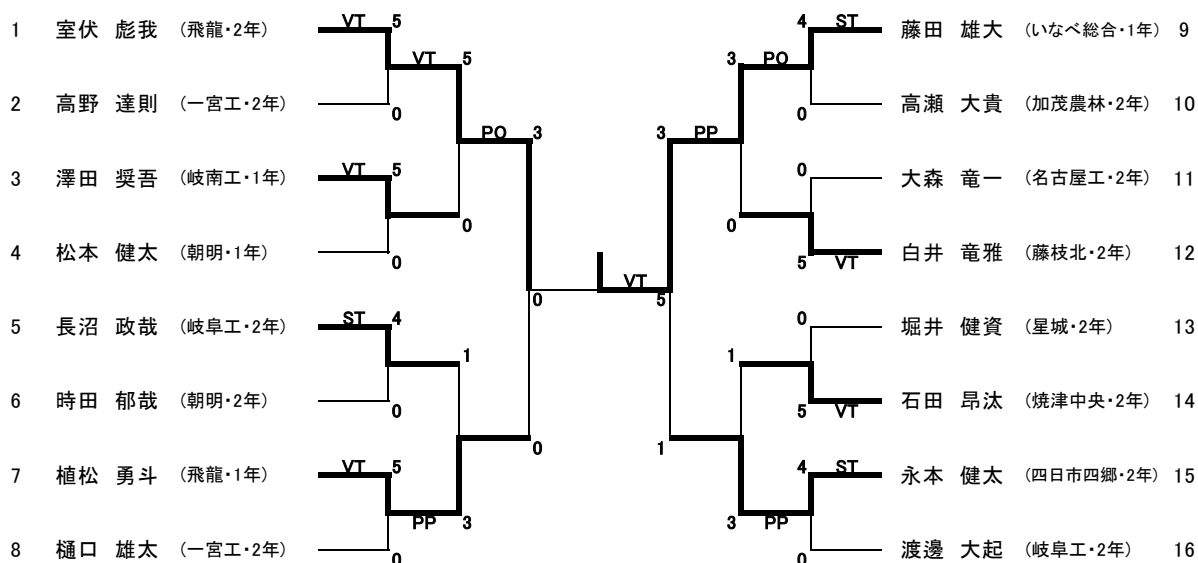 1 室伏 彪我 (飛龍・2年) VT 5
VT 5
2 高野 達則 (一宮工・2年) 0
PO 3
3 澤田 奨吾 (岐南工・1年) VT 5
0
4 松本 健太 (朝明・1年) 0
0
5 長沼 政哉 (岐阜工・2年) ST 4
1
6 時田 郁哉 (朝明・2年) 0
0
7 植松 勇斗 (飛龍・1年) VT 5
PP 3
8 樋口 雄太 (一宮工・2年) 0
VT 5
4 ST 藤田 雄大 (いなべ総合・1年) 9
3 PO
0 高瀬 大貴 (加茂農林・2年) 10
3 PP
0 大森 竜一 (名古屋工・2年) 11
0
5 VT 白井 竜雅 (藤枝北・2年) 12
0 堀井 健資 (星城・2年) 13
1
5 VT 石田 昂汰 (焼津中央・2年) 14
1
4 ST 永本 健太 (四日市四郷・2年) 15
3 PP
0 渡邊 大起 (岐阜工・2年) 16